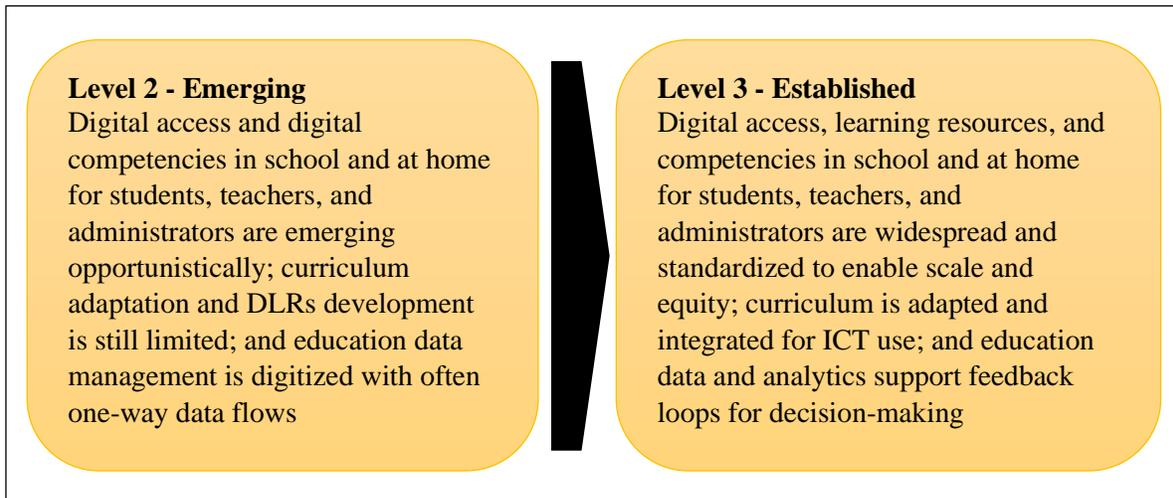 Level 2 - Emerging
Digital access and digital
competencies in school and at home
for students, teachers, and
administrators are emerging
opportunistically; curriculum
adaptation and DLRs development
is still limited; and education data
management is digitized with often
one-way data flows
Level 3 - Established
Digital access, learning resources, and
competencies in school and at home
for students, teachers, and
administrators are widespread and
standardized to enable scale and
equity; curriculum is adapted and
integrated for ICT use; and education
data and analytics support feedback
loops for decision-making